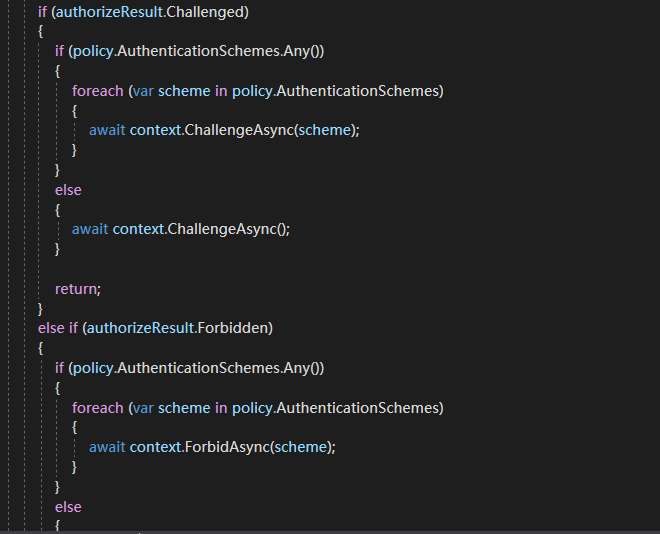 if (authorizeResult.Challenged)
{
if (policy.AuthenticationSchemes.Any())
{
foreach (var scheme in policy.AuthenticationSchemes)
{
await context.ChallengeAsync(scheme);
}
}
else
{
await context.ChallengeAsync();
}
return;
}
else if (authorizeResult.Forbidden)
{
if (policy.AuthenticationSchemes.Any())
{
foreach (var scheme in policy.AuthenticationSchemes)
{
await context.ForbidAsync(scheme);
}
}
else
{